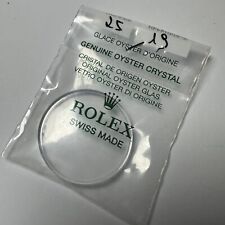 25 19
GLACE OYSTER D'ORIGINE
GENUINE OYSTER CRYSTAL
CRISTAL DE ORIGEN OYSTER
ORIGINAL OYSTER GLAS
VETRO OYSTER DI ORIGINE
ROLEX
SWISS MADE